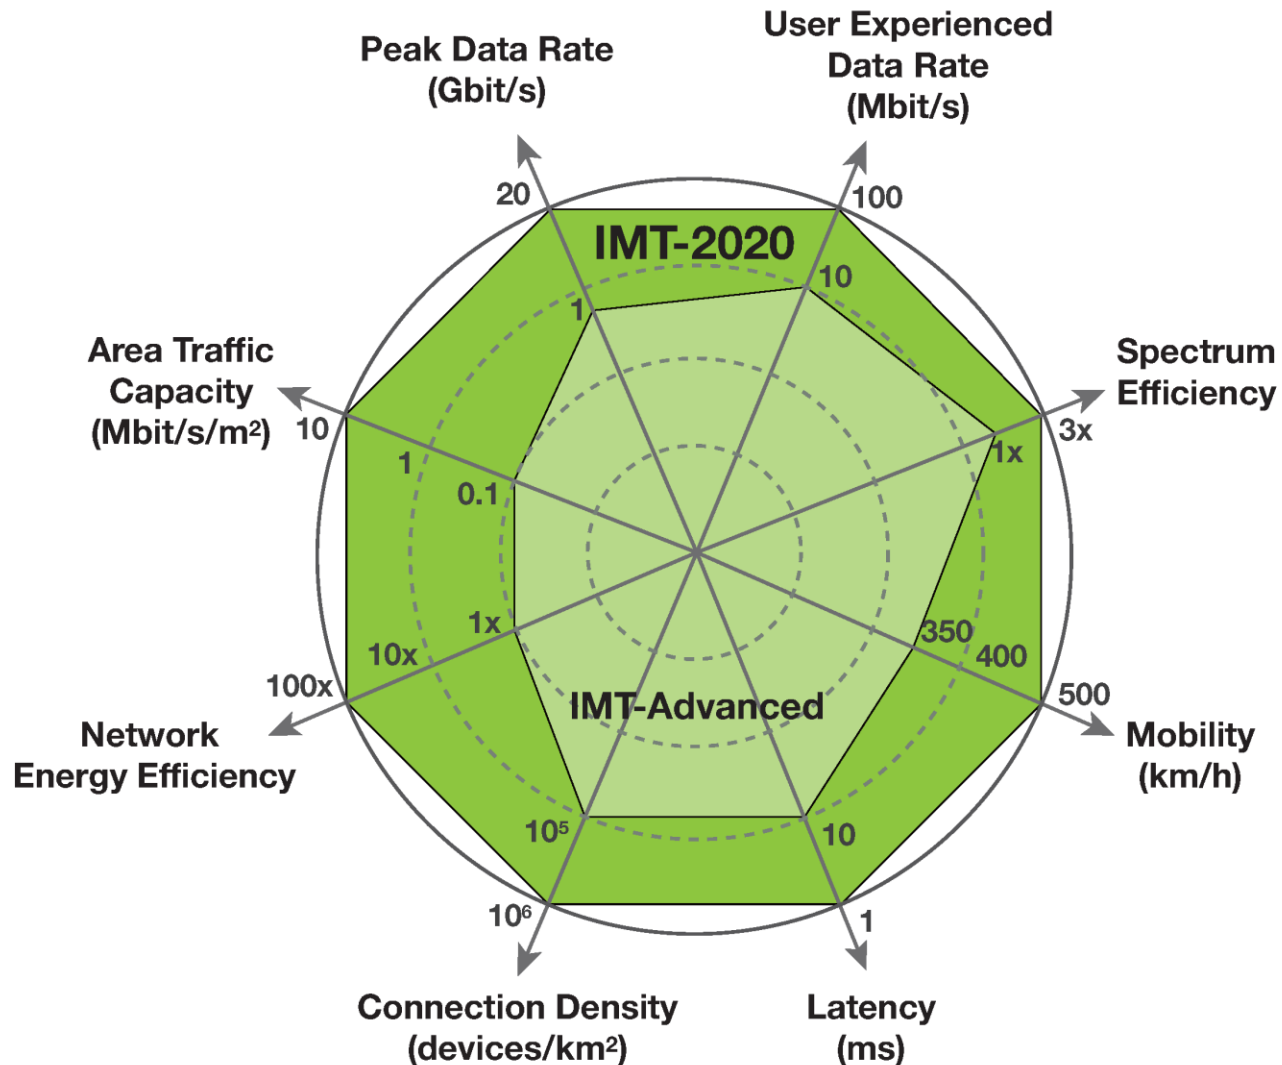 Peak Data Rate
(Gbit/s)
User Experienced
Data Rate
(Mbit/s)
20
100
IMT-2020
10
1
Area Traffic
Capacity
(Mbit/s/m²)
Spectrum
Efficiency
10
1
0.1
3x
1x
1x
10x
100x
350
400
500
Network
Energy Efficiency
IMT-Advanced
Mobility
(km/h)
10⁵
10
10⁶
1
Connection Density
(devices/km²)
Latency
(ms)